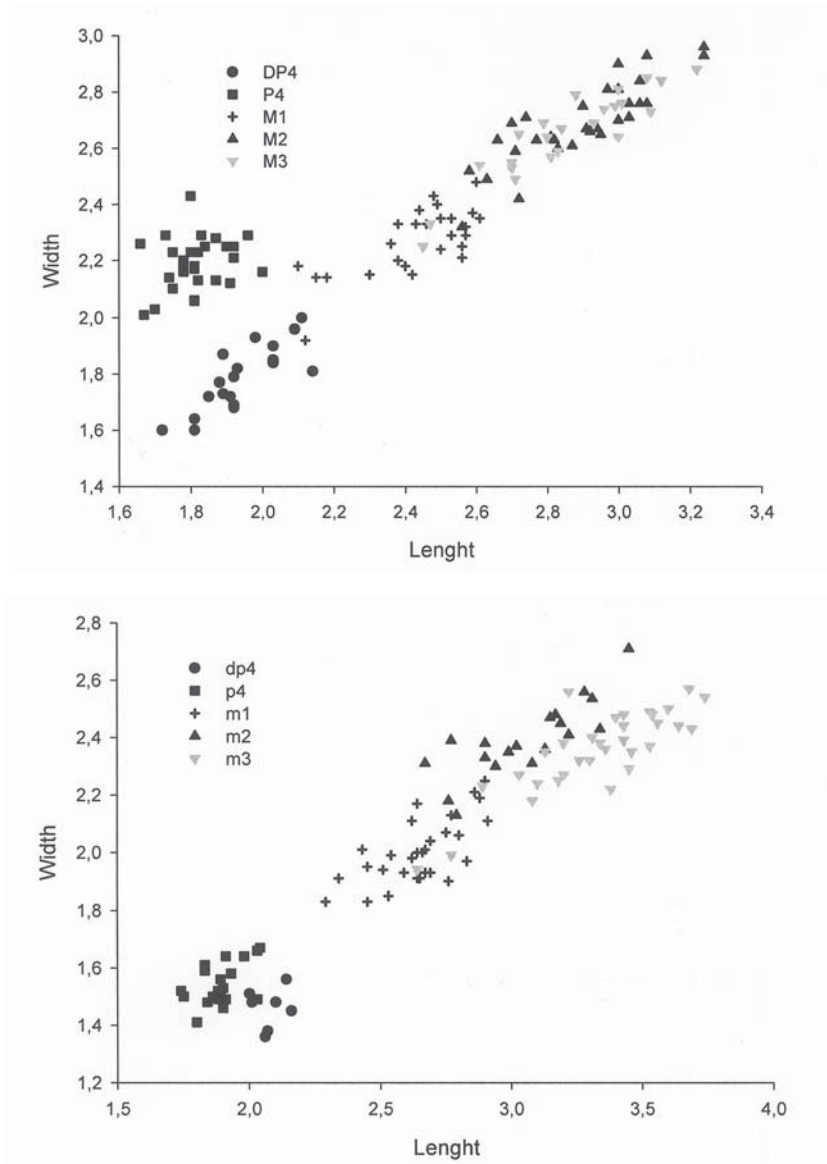 3,0
2,8
2,6
2,4
2,2
2,0
1,8
1,6
1,4
Width
DP4
P4
M1
M2
M3
1,6 1,8 2,0 2,2 2,4 2,6 2,8 3,0 3,2 3,4
Lenght
2,8
2,6
2,4
2,2
2,0
1,8
1,6
1,4
1,2
Width
dp4
p4
m1
m2
m3
1,5 2,0 2,5 3,0 3,5 4,0
Lenght